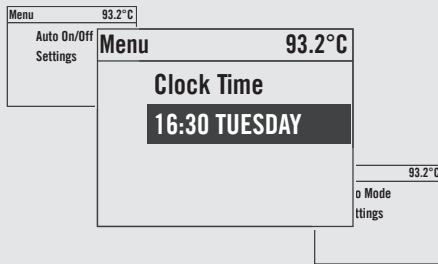 Menu 93.2°C
Auto On/Off
Settings
Menu 93.2°C
Clock Time
16:30 TUESDAY
93.2°C
o Mode
ttings